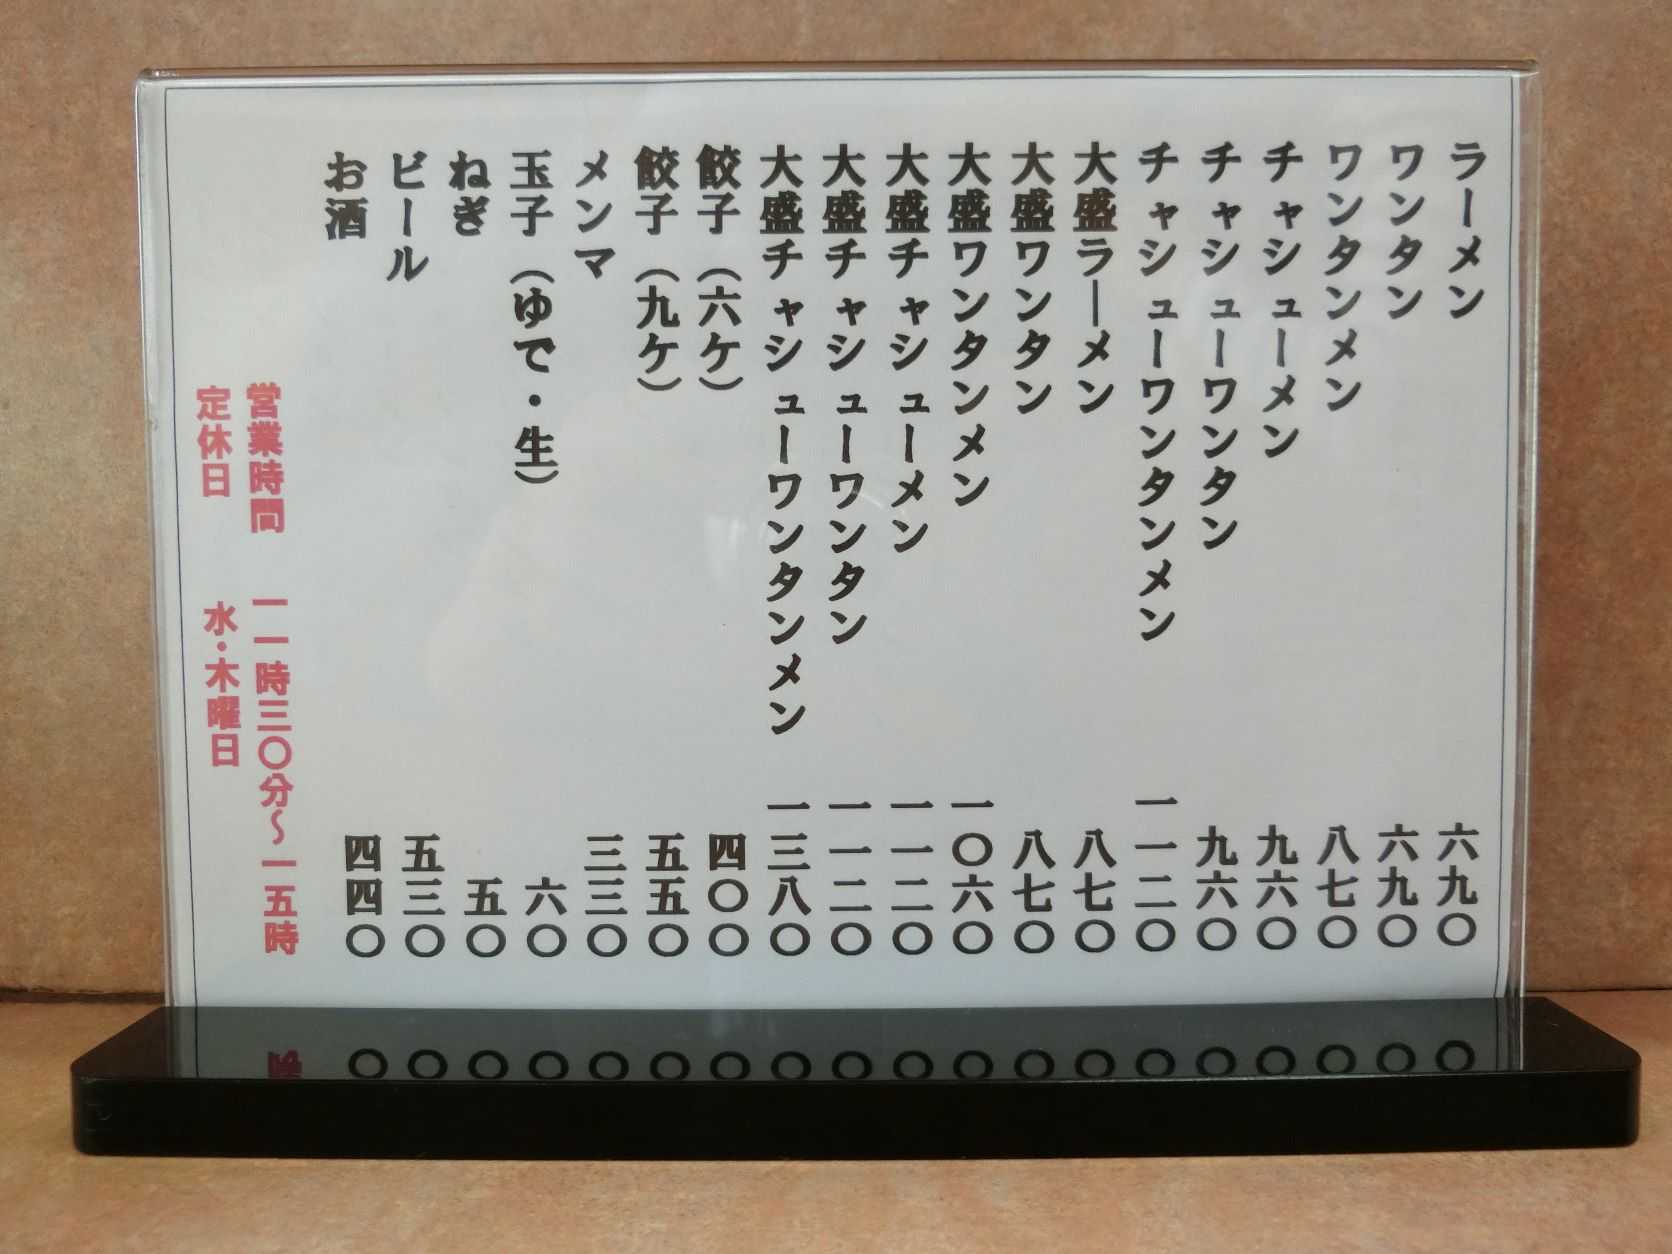 ラーメン 六九〇
ワンタン 六九〇
ワンタンメン 八七〇
チャシューメン 九六〇
チャシューワンタン 九六〇
チャシューワンタンメン 一一二〇
大盛ラーメン 八七〇
大盛ワンタン 八七〇
大盛ワンタンメン 一〇六〇
大盛チャシューメン 一一二〇
大盛チャシューワンタン 一一二〇
大盛チャシューワンタンメン 一三八〇
餃子（六ケ） 四〇〇
餃子（九ケ） 五五〇
メンマ 三三〇
玉子（ゆで・生） 六〇
ねぎ 五〇
ビール 五三〇
お酒 四四〇
営業時間 一一時三〇分～一五時
定休日 水・木曜日